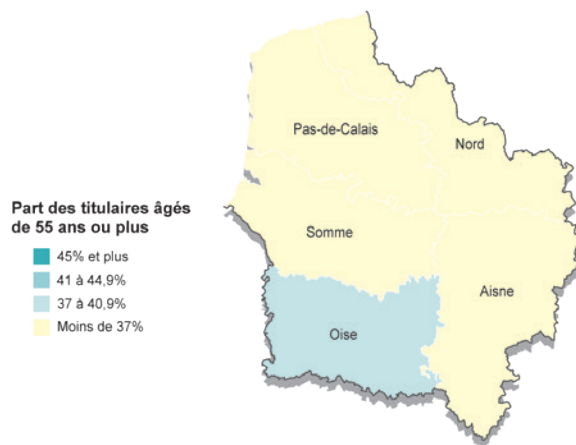 Pas-de-Calais
Nord
Somme
Aisne
Oise
Part des titulaires âgés
de 55 ans ou plus
45% et plus
41 à 44,9%
37 à 40,9%
Moins de 37%